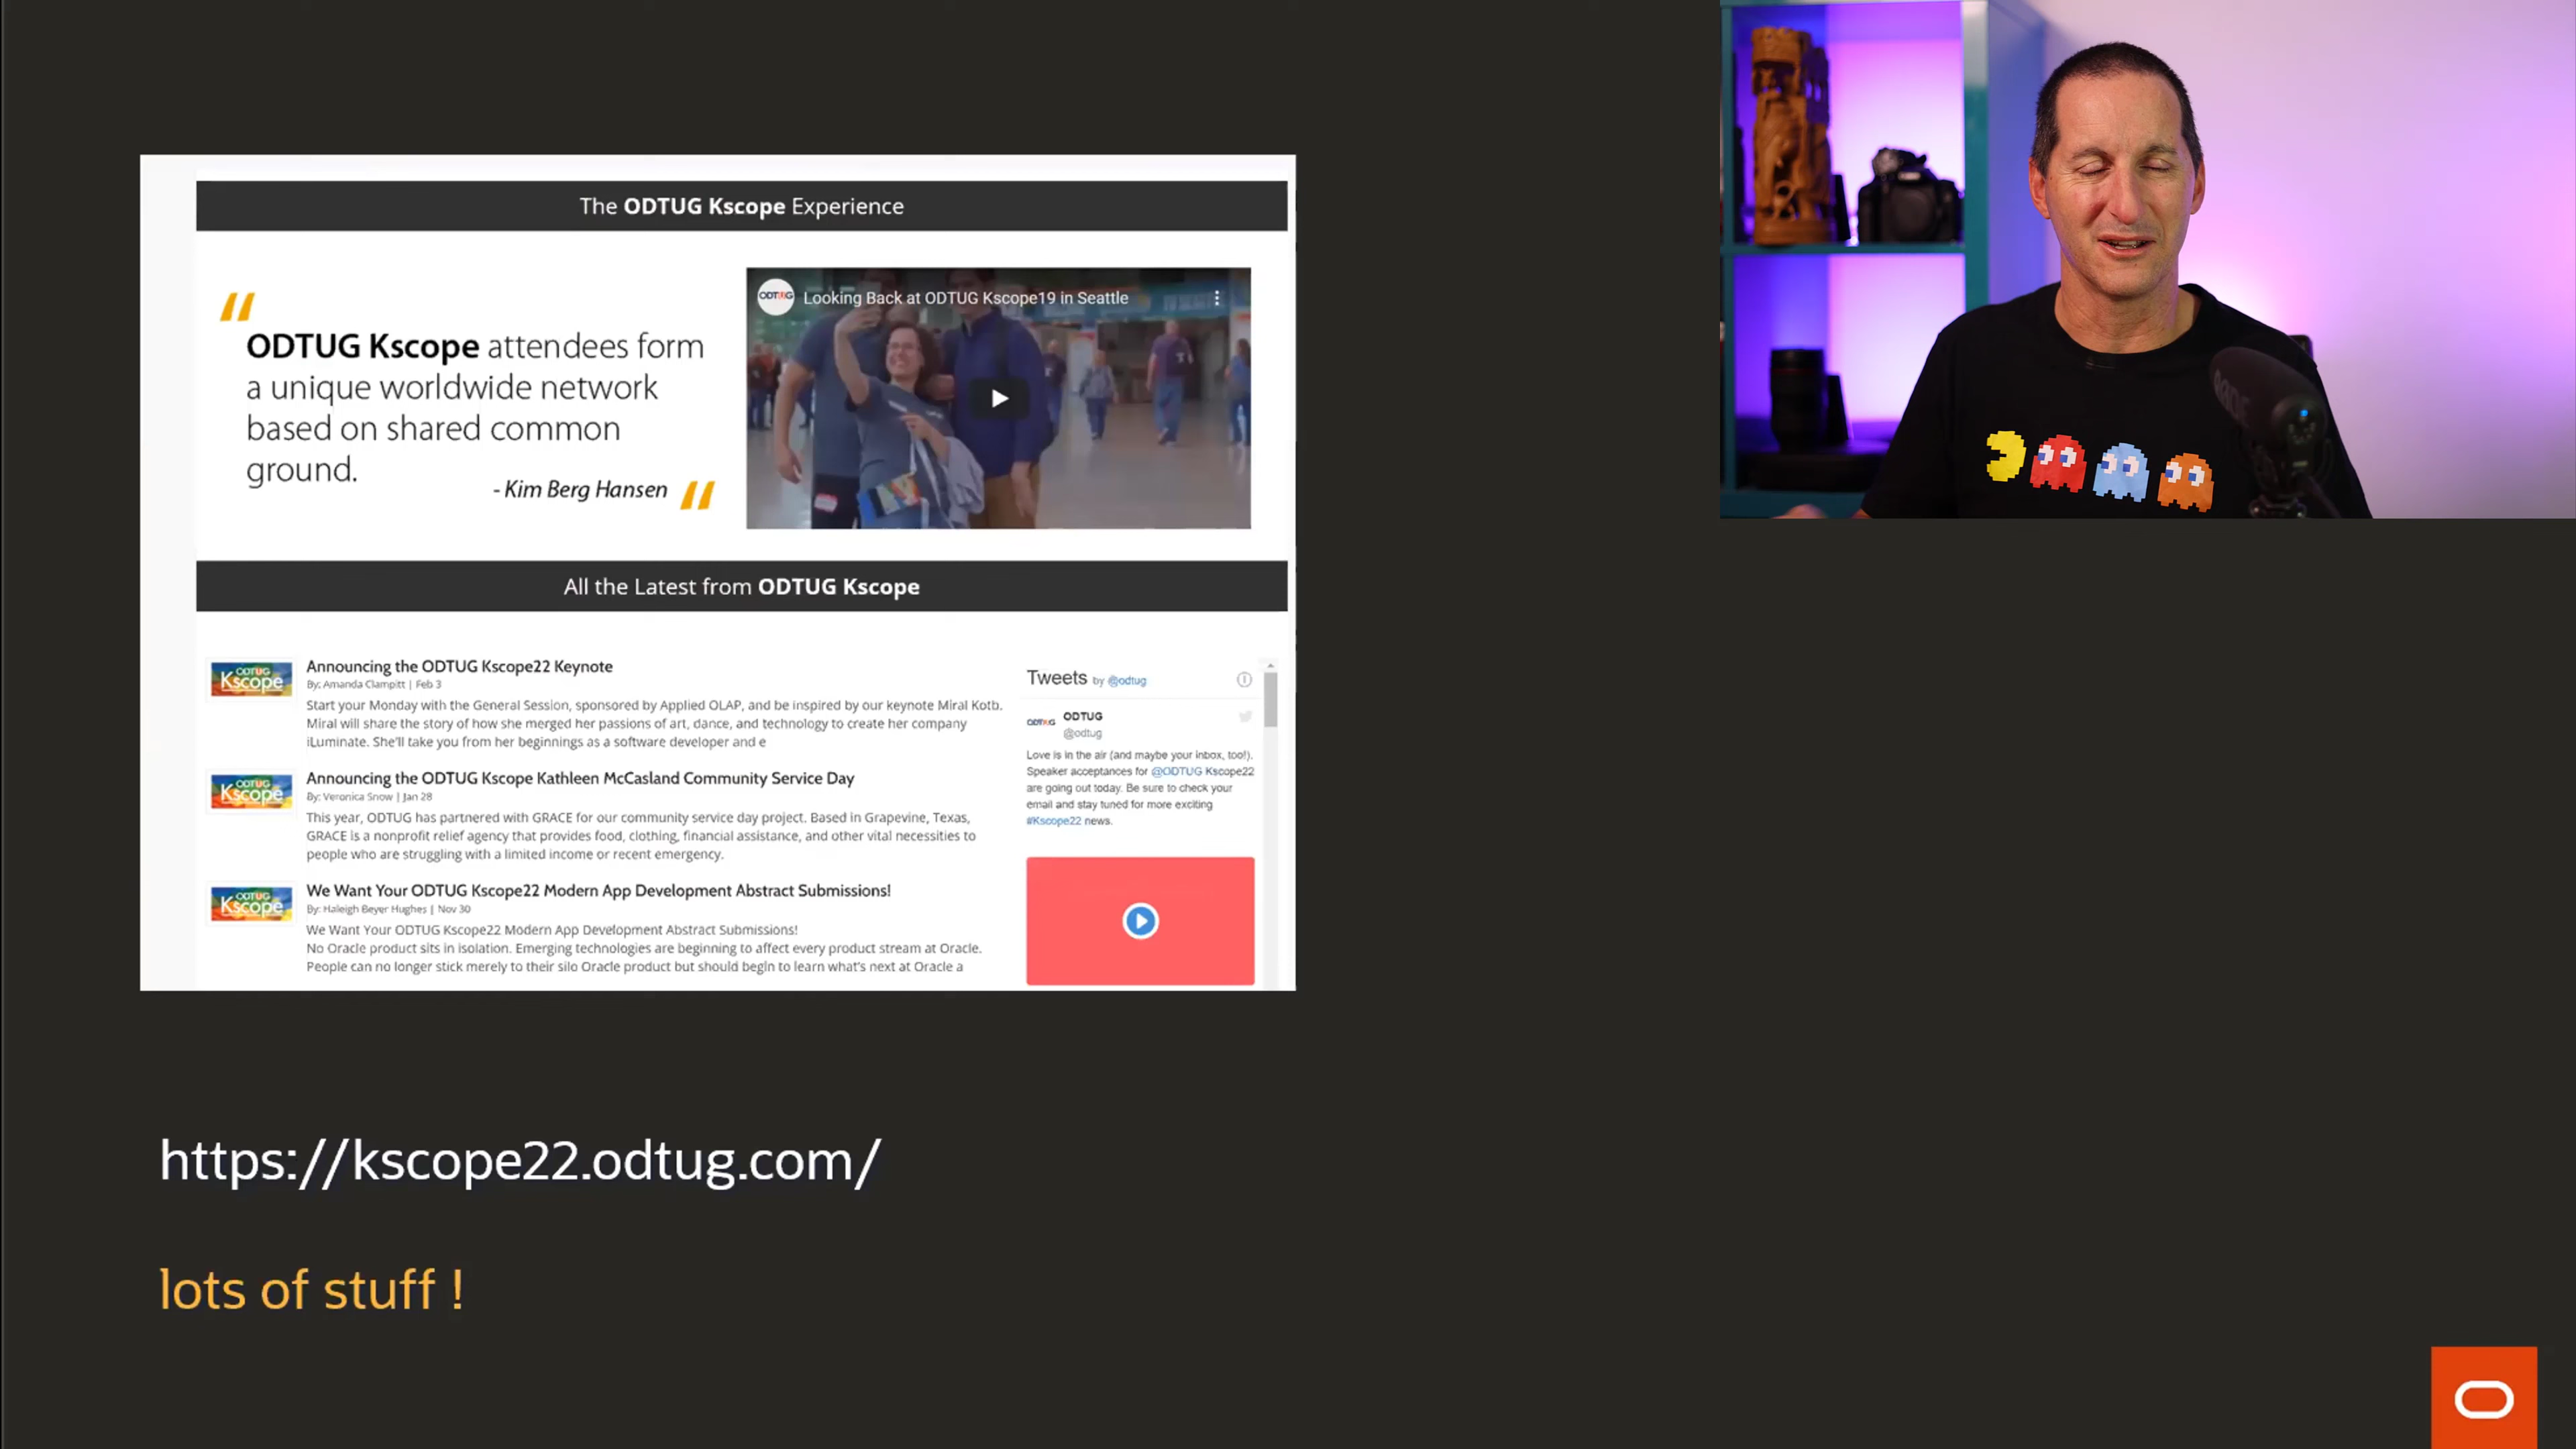 The ODTUG Kscope Experience
“
ODTUG Kscope attendees form
a unique worldwide network
based on shared common
ground.
- Kim Berg Hansen
ODTUG
Looking Back at ODTUG Kscope19 in Seattle
All the Latest from ODTUG Kscope
ODTUG
Kscope
Announcing the ODTUG Kscope22 Keynote
By: Amanda Clampitt | Feb 3
Start your Monday with the General Session, sponsored by Applied OLAP, and be inspired by our keynote Miral Kotb.
Miral will share the story of how she merged her passions of art, dance, and technology to create her company
iLuminate. She'll take you from her beginnings as a software developer and e
ODTUG
Kscope
Announcing the ODTUG Kscope Kathleen McCasland Community Service Day
By: Veronica Snow | Jan 28
This year, ODTUG has partnered with GRACE for our community service day project. Based in Grapevine, Texas,
GRACE is a nonprofit relief agency that provides food, clothing, financial assistance, and other vital necessities to
people who are struggling with a limited income or recent emergency.
ODTUG
Kscope
We Want Your ODTUG Kscope22 Modern App Development Abstract Submissions!
By: Haleigh Beyer Hughes | Nov 30
We Want Your ODTUG Kscope22 Modern App Development Abstract Submissions!
No Oracle product sits in isolation. Emerging technologies are beginning to affect every product stream at Oracle.
People can no longer stick merely to their silo Oracle product but should begin to learn what's next at Oracle a
Tweets by @odtug
ODTUG
ODTUG
@odtug
Love is in the air (and maybe your inbox, too!).
Speaker acceptances for @ODTUG Kscope22
are going out today. Be sure to check your
email and stay tuned for more exciting
#Kscope22 news.
https://kscope22.odtug.com/
lots of stuff !
RODE